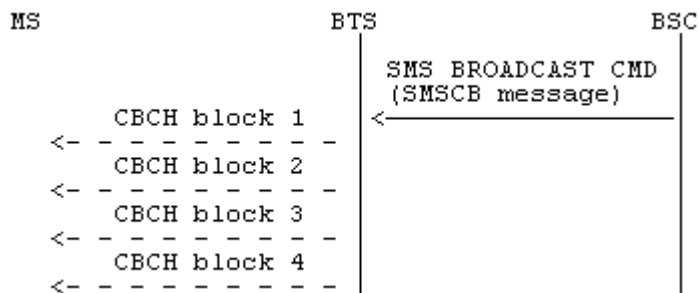 MS BTS BSC
SMS BROADCAST CMD
(SMSCB message)
CBCH block 1
CBCH block 2
CBCH block 3
CBCH block 4